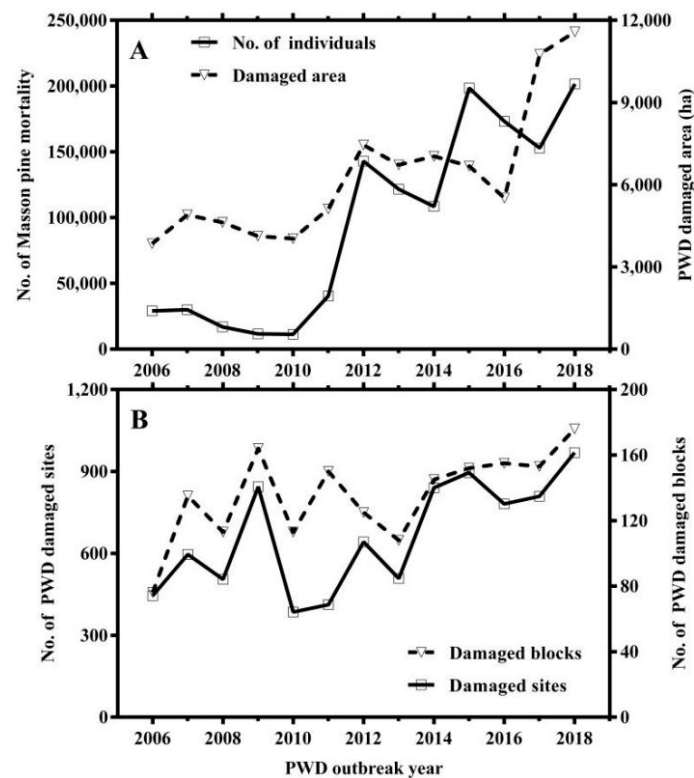 A
No. of individuals
Damaged area
250,000
200,000
150,000
100,000
50,000
0
No. of Masson pine mortality
12,000
9,000
6,000
3,000
0
PWD damaged area (ha)
2006 2008 2010 2012 2014 2016 2018
B
1,200
900
600
300
0
No. of PWD damaged sites
200
160
120
80
40
0
No. of PWD damaged blocks
Damaged blocks
Damaged sites
2006 2008 2010 2012 2014 2016 2018
PWD outbreak year